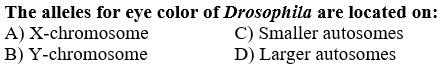 The alleles for eye color of Drosophila are located on:
A) X-chromosome C) Smaller autosomes
B) Y-chromosome D) Larger autosomes